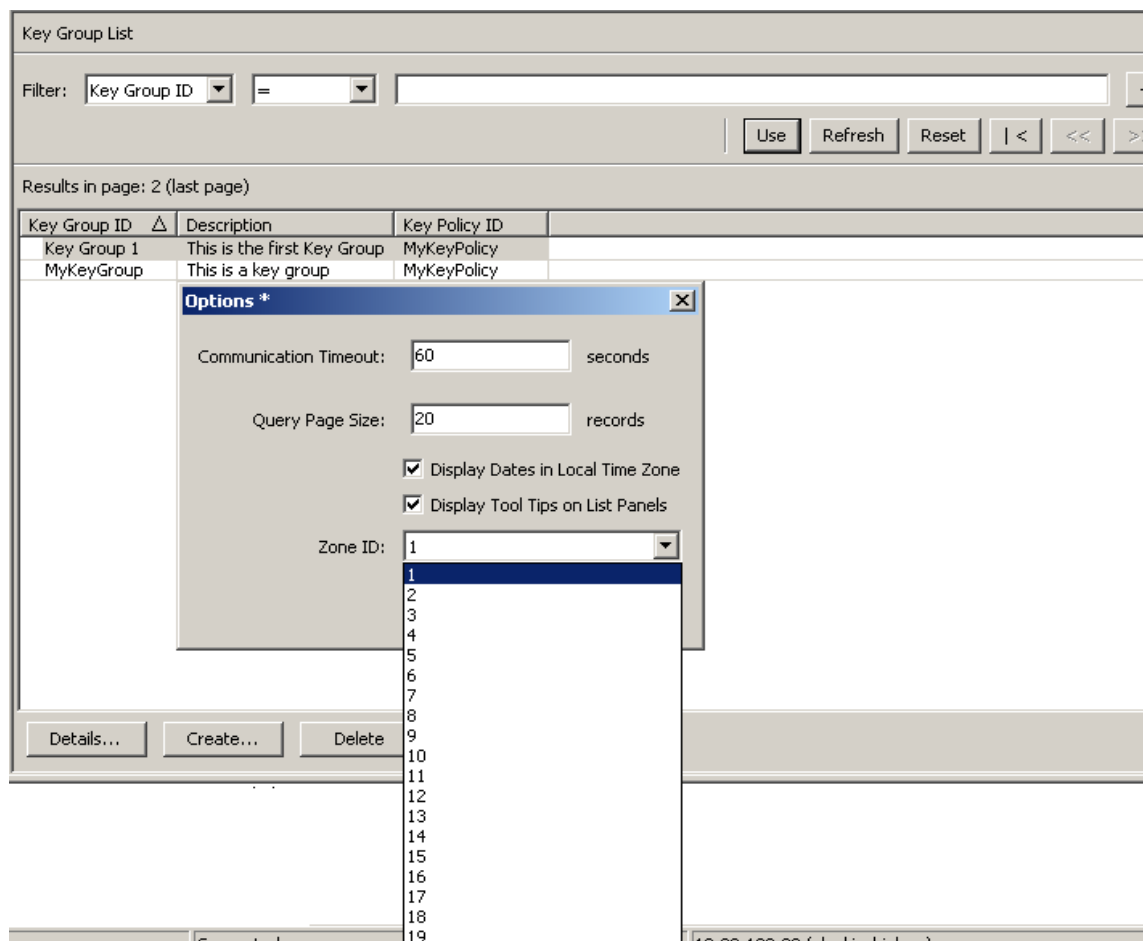 Key Group List
Filter: Key Group ID =
Use Refresh Reset |< << >
Results in page: 2 (last page)
Key Group ID Description Key Policy ID
Key Group 1 This is the first Key Group MyKeyPolicy
MyKeyGroup This is a key group MyKeyPolicy
Options *
Communication Timeout: 60 seconds
Query Page Size: 20 records
Display Dates in Local Time Zone
Display Tool Tips on List Panels
Zone ID: 1
1
2
3
4
5
6
7
8
9
10
11
12
13
14
15
16
17
18
19
Details... Create... Delete